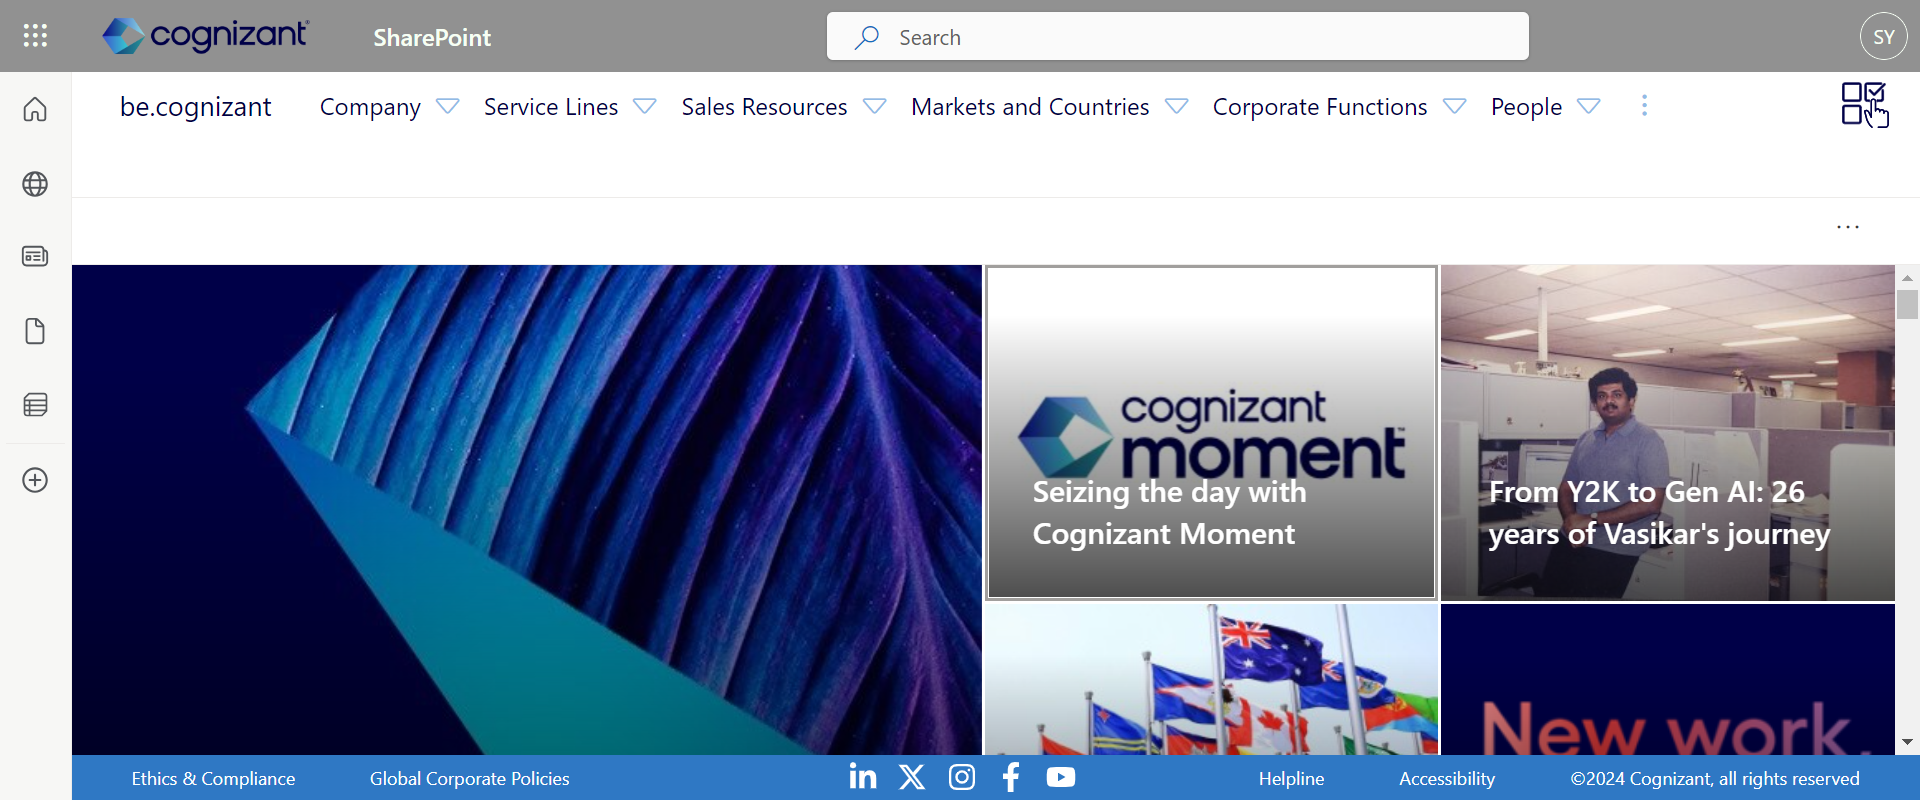 cognizant
SharePoint
Search
SY
be.cognizant
Company
Service Lines
Sales Resources
Markets and Countries
Corporate Functions
People
cognizant
moment™
Seizing the day with
Cognizant Moment
From Y2K to Gen AI: 26
years of Vasikar's journey
New work.
Ethics & Compliance
Global Corporate Policies
Helpline
Accessibility
©2024 Cognizant, all rights reserved